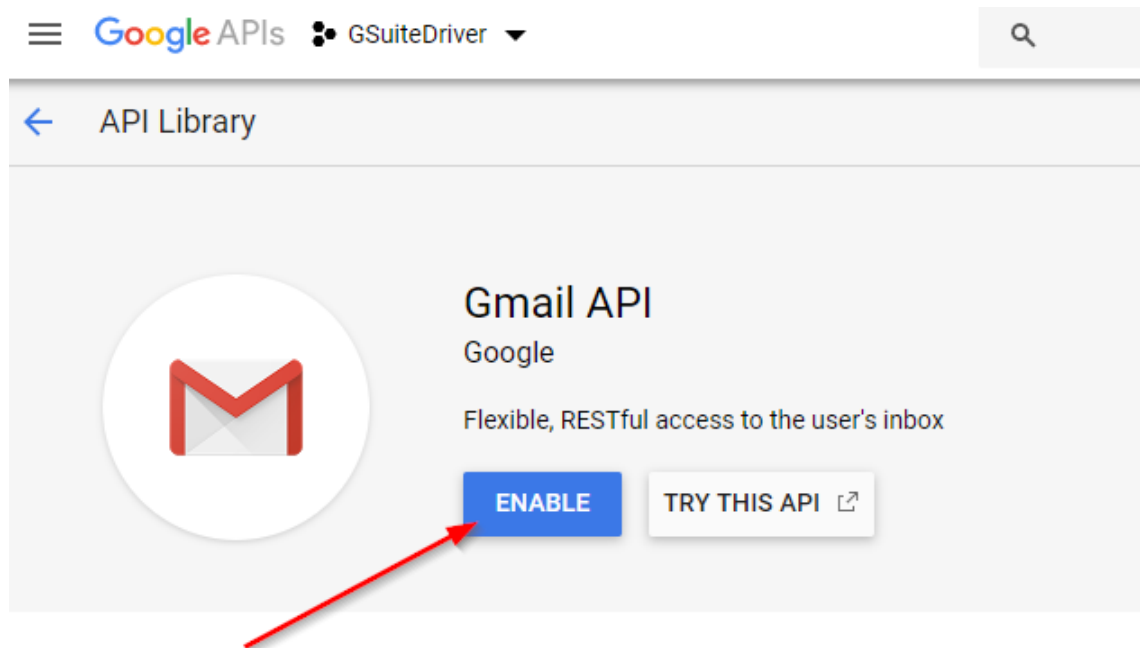 Google APIs GSuiteDriver
API Library
Gmail API
Google
Flexible, RESTful access to the user's inbox
ENABLE TRY THIS API